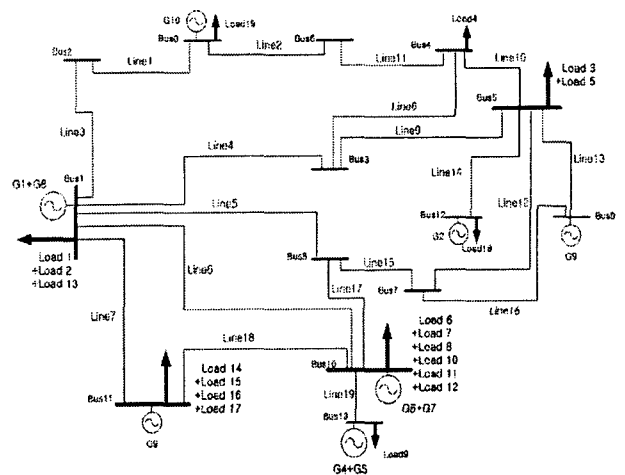 G10
Load19
Bus0
Line2
Bus6
Line11
Load4
Bus4
Line10
Bus2
Line1
Load 3
+Load 5
Bus5
Line3
Line8
Line9
Line4
Bus3
Line14
Line13
Bus1
G1+G8
Line5
Bus12
G2
G9
Bus8
Load 1
+Load 2
+Load 13
Line6
Line15
Bus7
Line17
Line16
Line7
Line18
Load 6
+Load 7
+Load 8
+Load 10
+Load 11
+Load 12
Load 14
+Load 15
+Load 16
+Load 17
Bus10
Bus11
Line19
G6+G7
Bus13
Load9
G4+G5